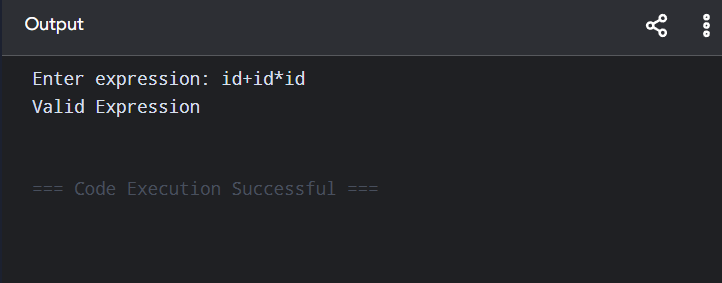 Output
Enter expression: id+id*id
Valid Expression
=== Code Execution Successful ===